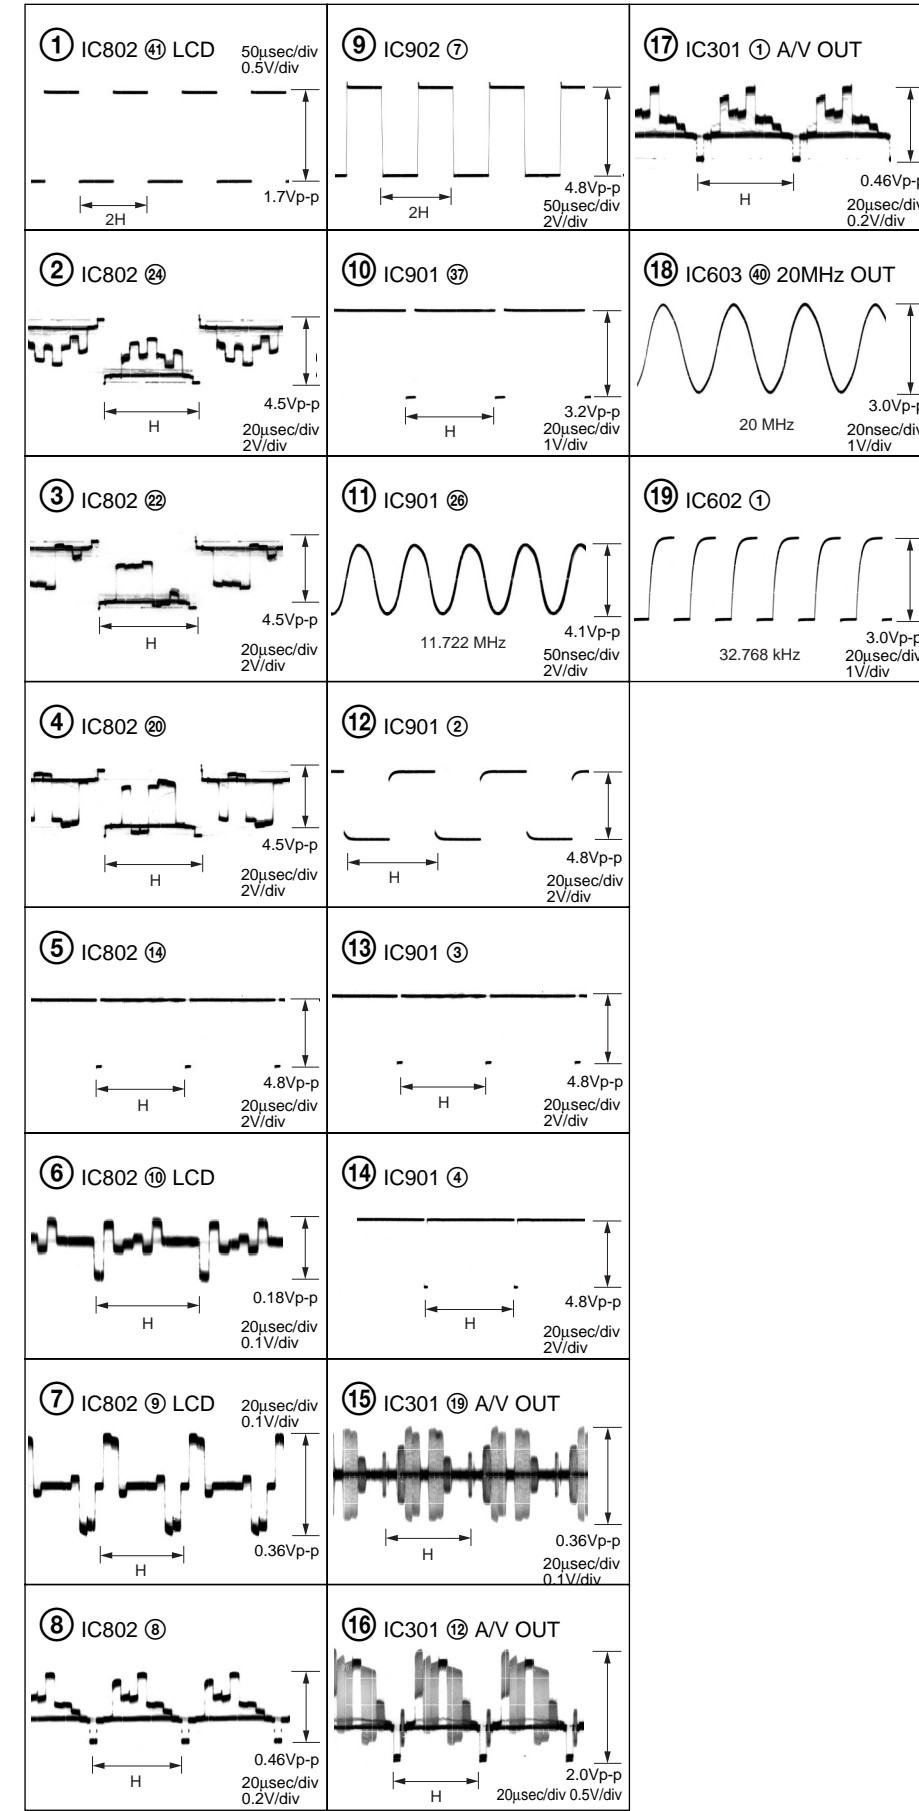 ① IC802 ㊶ LCD
50μsec/div
0.5V/div
1.7Vp-p
2H
② IC802 ㉔
4.5Vp-p
H
20μsec/div
2V/div
③ IC802 ㉒
4.5Vp-p
H
20μsec/div
2V/div
④ IC802 ⑳
4.5Vp-p
H
20μsec/div
2V/div
⑤ IC802 ⑭
4.8Vp-p
H
20μsec/div
2V/div
⑥ IC802 ⑩ LCD
0.18Vp-p
H
20μsec/div
0.1V/div
⑦ IC802 ⑨ LCD
20μsec/div
0.1V/div
0.36Vp-p
H
⑧ IC802 ⑧
0.46Vp-p
H
20μsec/div
0.2V/div
⑨ IC902 ⑦
4.8Vp-p
2H
50μsec/div
2V/div
⑩ IC901 ㊲
3.2Vp-p
H
20μsec/div
1V/div
⑪ IC901 ㉖
4.1Vp-p
11.722 MHz
50nsec/div
2V/div
⑫ IC901 ②
4.8Vp-p
H
20μsec/div
2V/div
⑬ IC901 ③
4.8Vp-p
H
20μsec/div
2V/div
⑭ IC901 ④
4.8Vp-p
H
20μsec/div
2V/div
⑮ IC301 ⑲ A/V OUT
0.36Vp-p
H
20μsec/div
0.1V/div
⑯ IC301 ⑫ A/V OUT
2.0Vp-p
H
20μsec/div 0.5V/div
⑰ IC301 ① A/V OUT
0.46Vp-p
H
20μsec/div
0.2V/div
⑱ IC603 ㊵ 20MHz OUT
3.0Vp-p
20 MHz
20nsec/div
1V/div
⑲ IC602 ①
3.0Vp-p
32.768 kHz
20μsec/div
1V/div